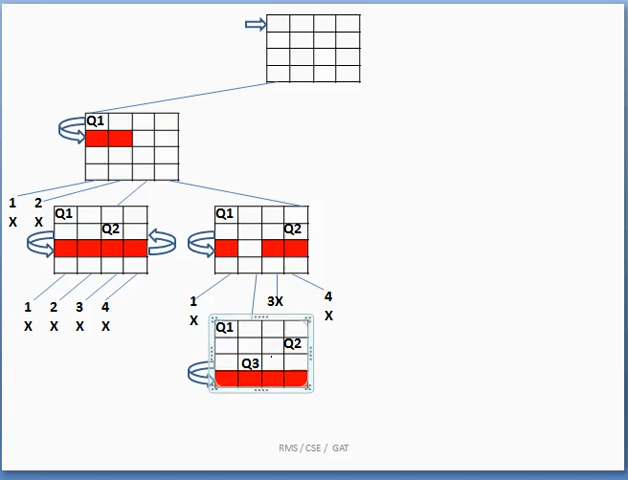 Q1
1 2
X X
Q1
Q2
Q1
Q2
1 2 3 4
X X X X
1
X
3X
4
X
Q1
Q2
Q3
RMS / CSE / GAT